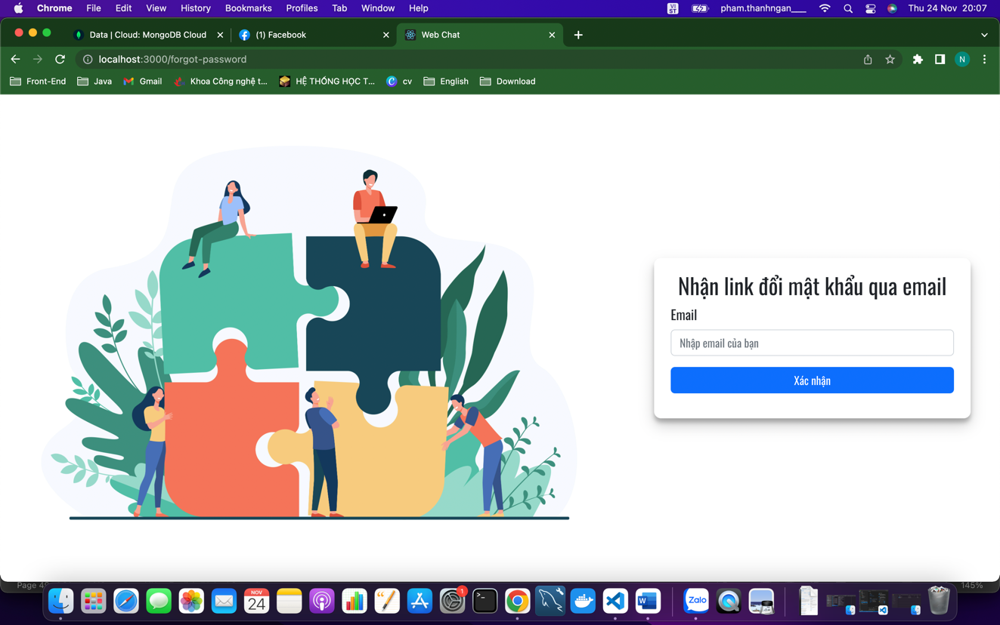 Chrome File Edit View History Bookmarks Profiles Tab Window Help VI ST pham.thanhngan___ Thu 24 Nov 20:07
Data | Cloud: MongoDB Cloud (1) Facebook Web Chat
localhost:3000/forgot-password N
Front-End Java Gmail Khoa Công nghệ t... HỆ THỐNG HỌC T... cv English Download
Nhận link đổi mật khẩu qua email
Email
Nhập email của bạn
Xác nhận
145%
NOV
24
1
Zalo